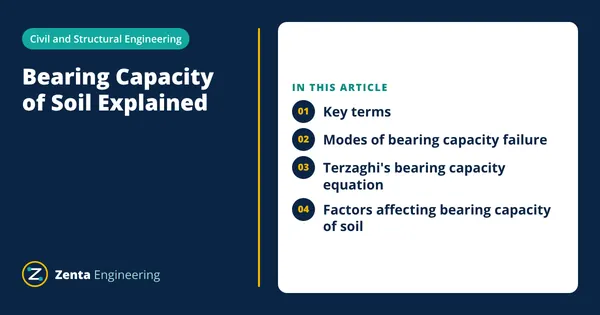 Civil and Structural Engineering
Bearing Capacity
of Soil Explained
Zenta Engineering
IN THIS ARTICLE
01 Key terms
02 Modes of bearing capacity failure
03 Terzaghi's bearing capacity
equation
04 Factors affecting bearing capacity
of soil